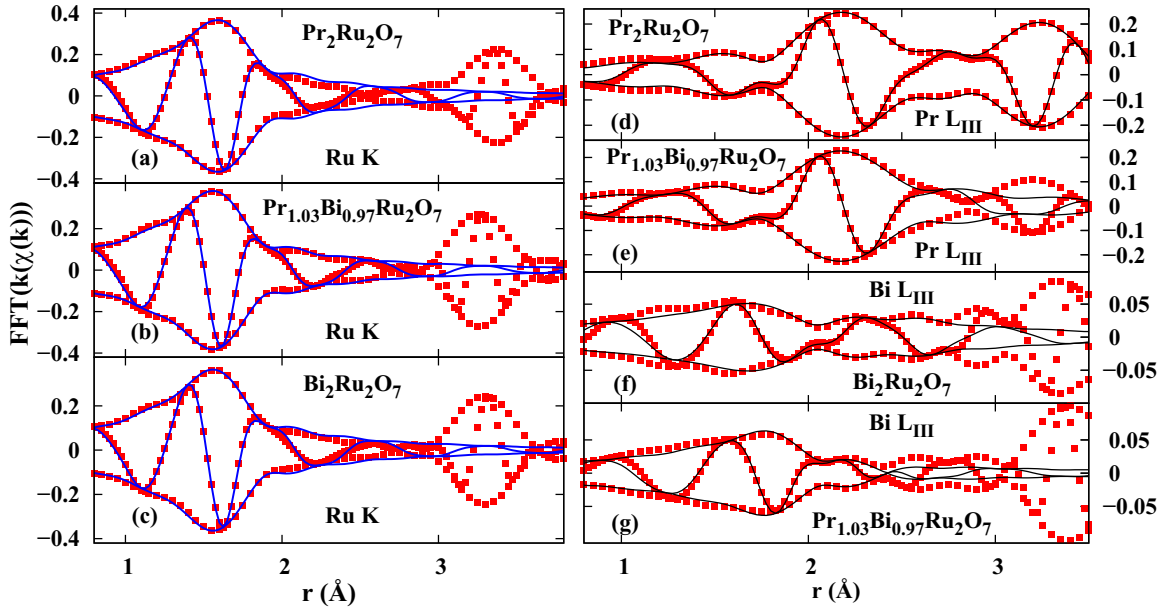 FFT(k(χ(k)))
0.4
0.2
0
−0.2
−0.4
Pr2Ru2O7
(a)
Ru K
0.2
0
−0.2
−0.4
Pr1.03Bi0.97Ru2O7
(b)
Ru K
0.4
0.2
0
−0.2
−0.4
Bi2Ru2O7
(c)
Ru K
1
2
3
r (Å)
Pr2Ru2O7
(d)
Pr LIII
0.2
0.1
0
−0.1
−0.2
Pr1.03Bi0.97Ru2O7
(e)
Pr LIII
0.2
0.1
0
−0.2
Bi LIII
(f)
Bi2Ru2O7
0.05
0
−0.05
Bi LIII
(g)
Pr1.03Bi0.97Ru2O7
0.05
0
−0.05
1
2
3
r (Å)